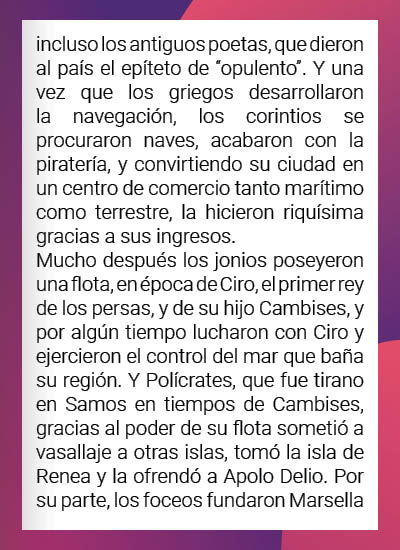 incluso los antiguos poetas, que dieron
al país el epíteto de “opulento”. Y una
vez que los griegos desarrollaron
la navegación, los corintios se
procuraron naves, acabaron con la
piratería, y convirtiendo su ciudad en
un centro de comercio tanto marítimo
como terrestre, la hicieron riquísima
gracias a sus ingresos.
Mucho después los jonios poseyeron
una flota, en época de Ciro, el primer rey
de los persas, y de su hijo Cambises, y
por algún tiempo lucharon con Ciro y
ejercieron el control del mar que baña
su región. Y Polícrates, que fue tirano
en Samos en tiempos de Cambises,
gracias al poder de su flota sometió a
vasallaje a otras islas, tomó la isla de
Renea y la ofrendó a Apolo Delio. Por
su parte, los foceos fundaron Marsella